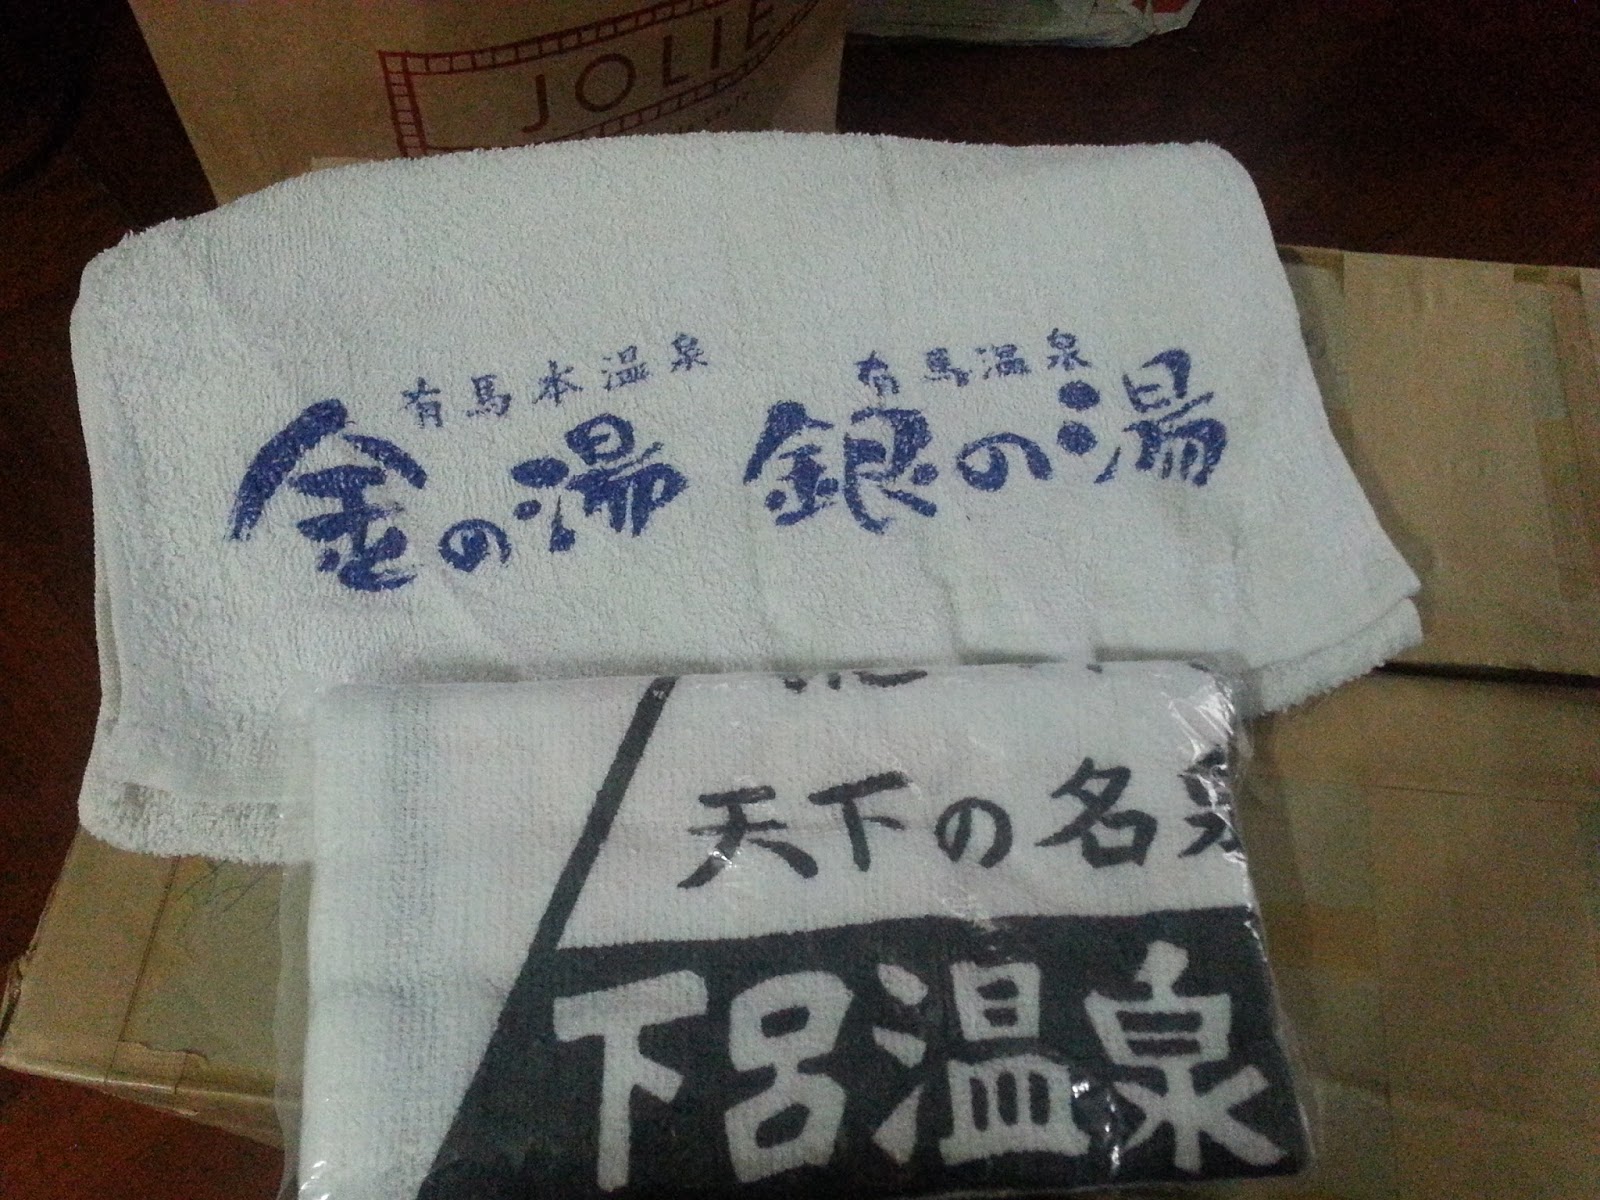 JOLIE
有馬本温泉
金の湯
有馬温泉
銀の湯
天下の名泉
下呂温泉